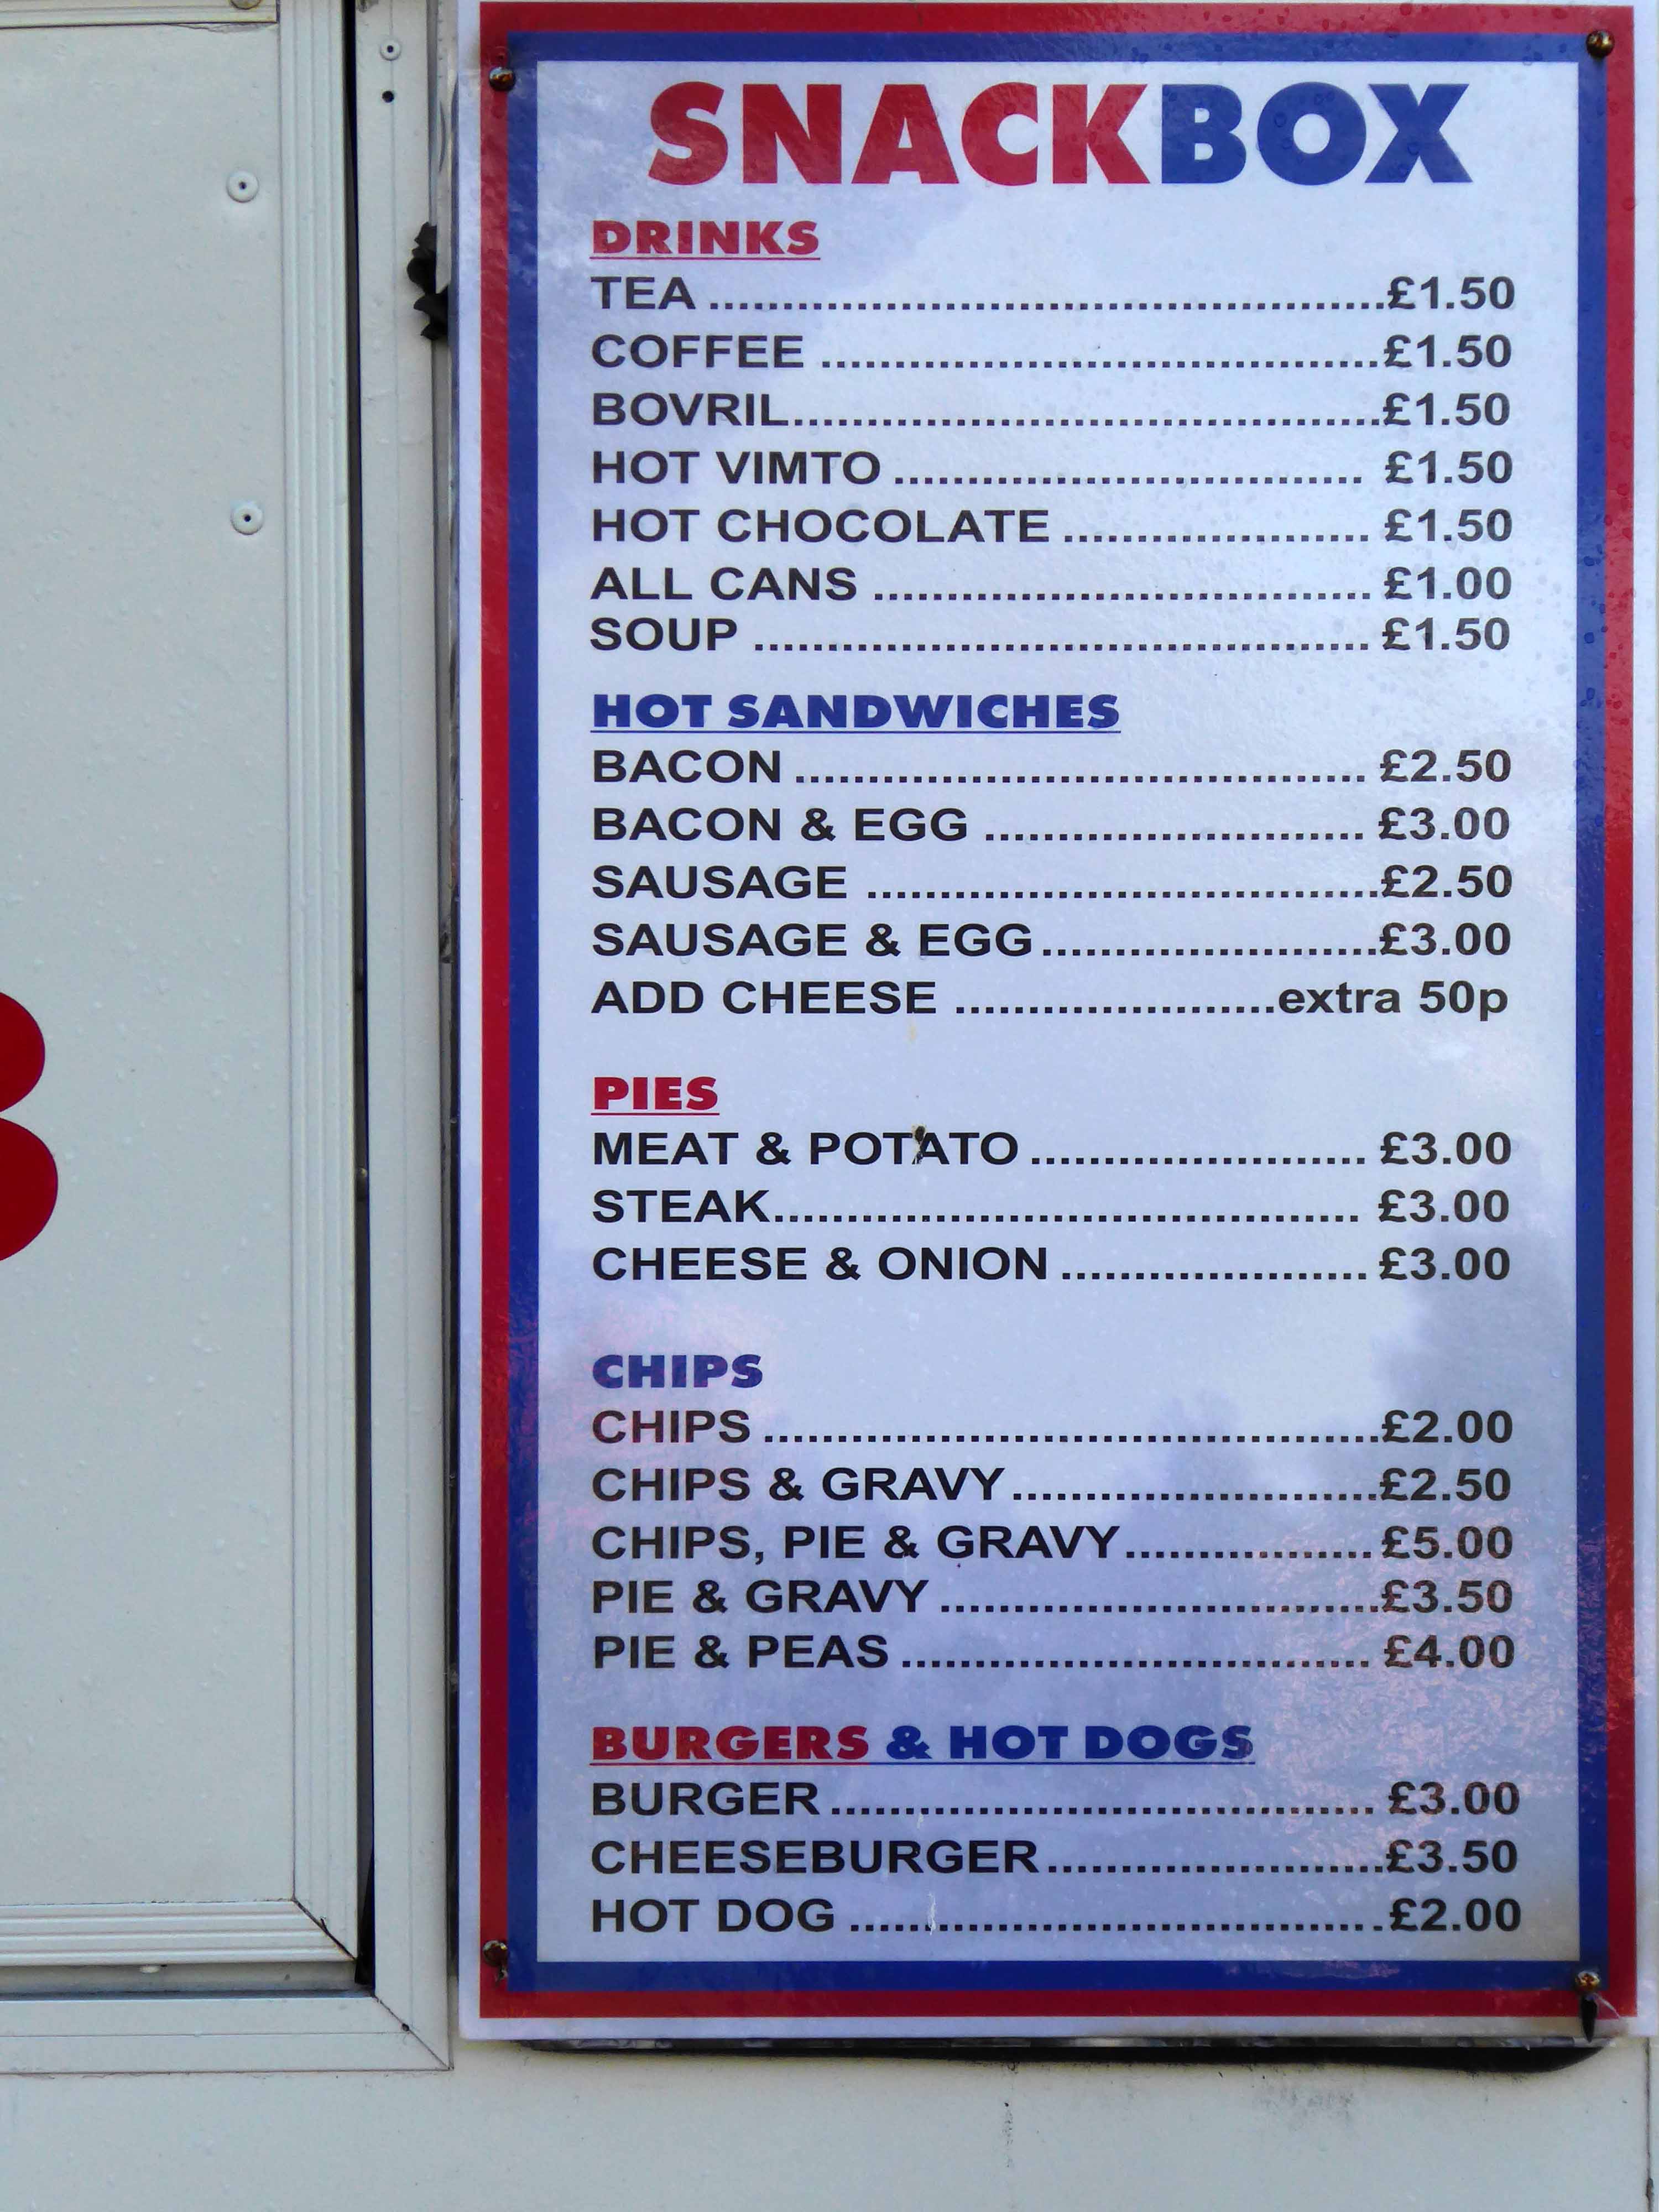 SNACKBOX
DRINKS
TEA ..............................................£1.50
COFFEE ......................................£1.50
BOVRIL........................................£1.50
HOT VIMTO ................................ £1.50
HOT CHOCOLATE ..................... £1.50
ALL CANS .................................. £1.00
SOUP .......................................... £1.50
HOT SANDWICHES
BACON ....................................... £2.50
BACON & EGG .......................... £3.00
SAUSAGE ...................................£2.50
SAUSAGE & EGG.......................£3.00
ADD CHEESE ......................extra 50p
PIES
MEAT & POTATO ....................... £3.00
STEAK........................................ £3.00
CHEESE & ONION ..................... £3.00
CHIPS
CHIPS ..........................................£2.00
CHIPS & GRAVY.........................£2.50
CHIPS, PIE & GRAVY.................£5.00
PIE & GRAVY ..............................£3.50
PIE & PEAS ................................ £4.00
BURGERS & HOT DOGS
BURGER ..................................... £3.00
CHEESEBURGER.......................£3.50
HOT DOG .....................................£2.00